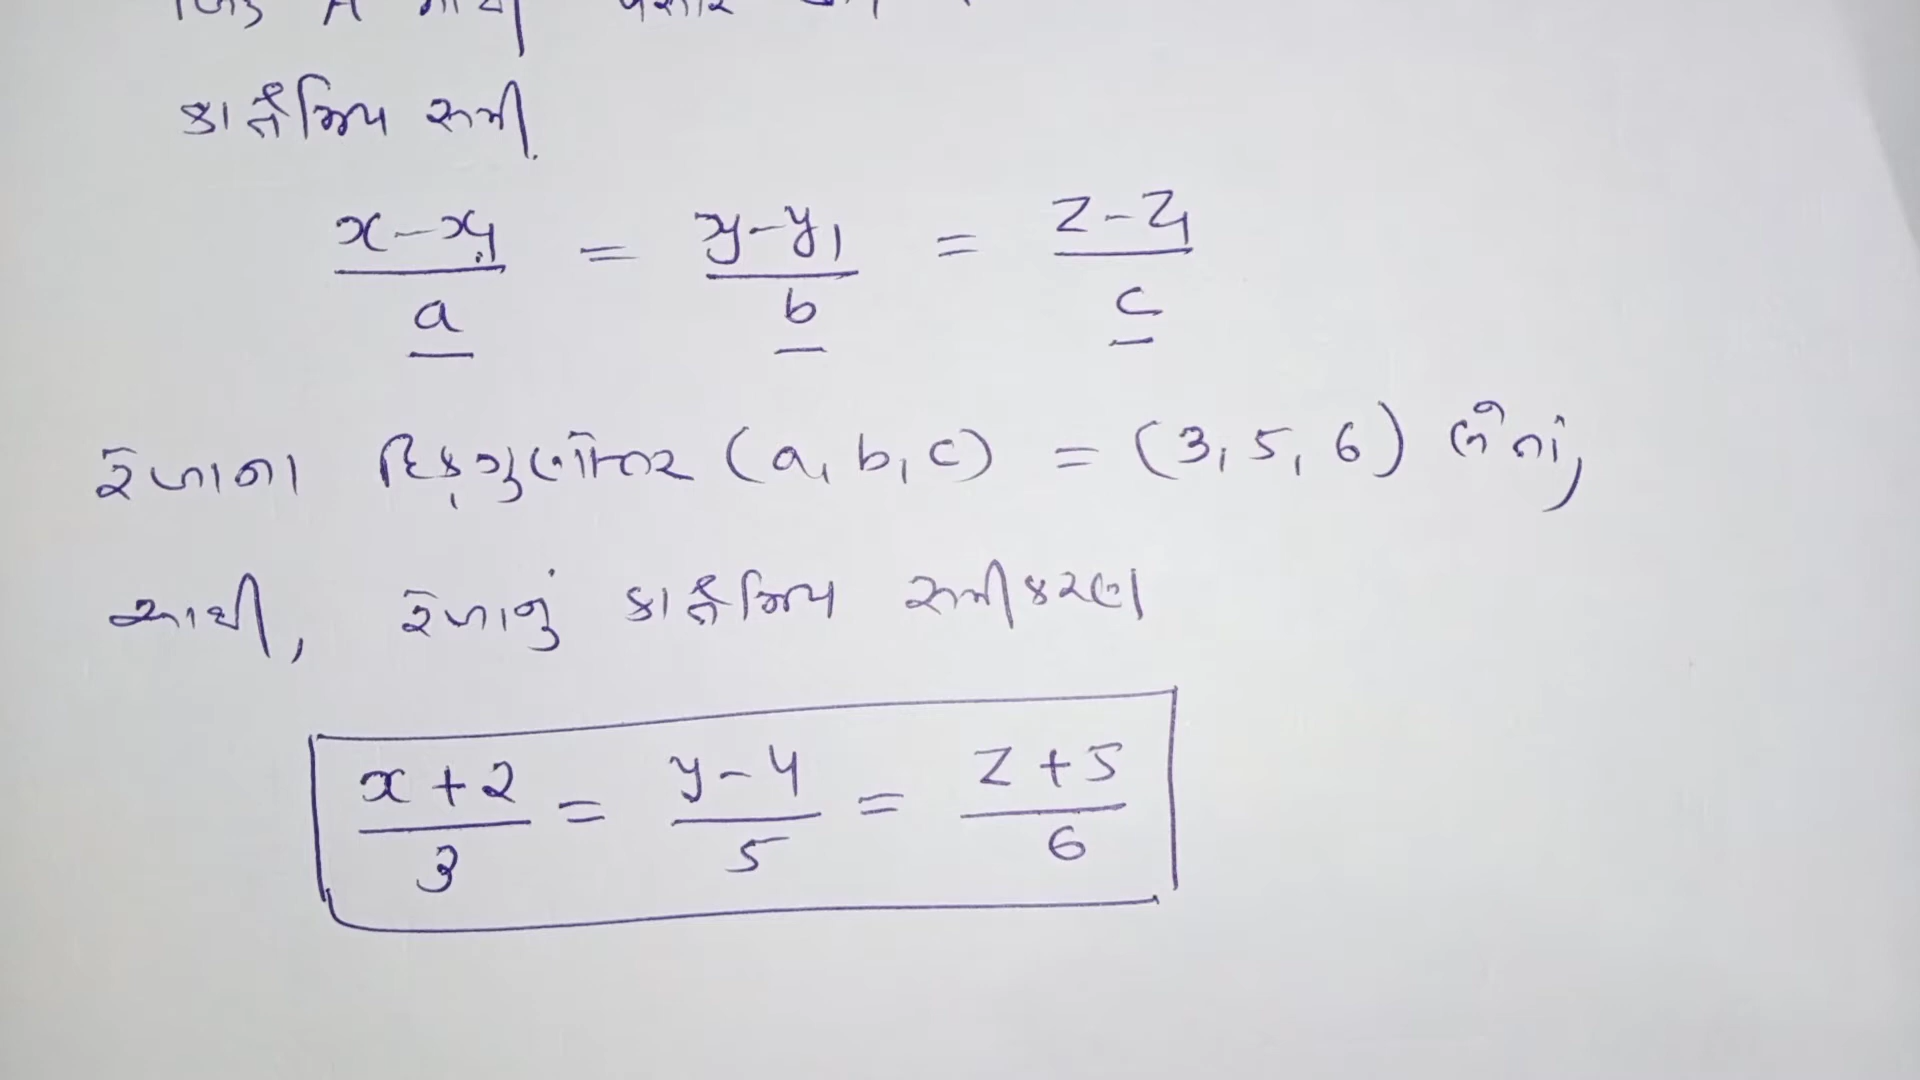 કાર્તેઝિય સમી.
x-x₁/a = y-y₁/b = z-z₁/c
રેખાના દિક્ગુણોત્તર (a, b, c) = (3, 5, 6) લેતાં,
આથી, રેખાનું કાર્તેઝિય સમીકરણ
x+2/3 = y-4/5 = z+5/6